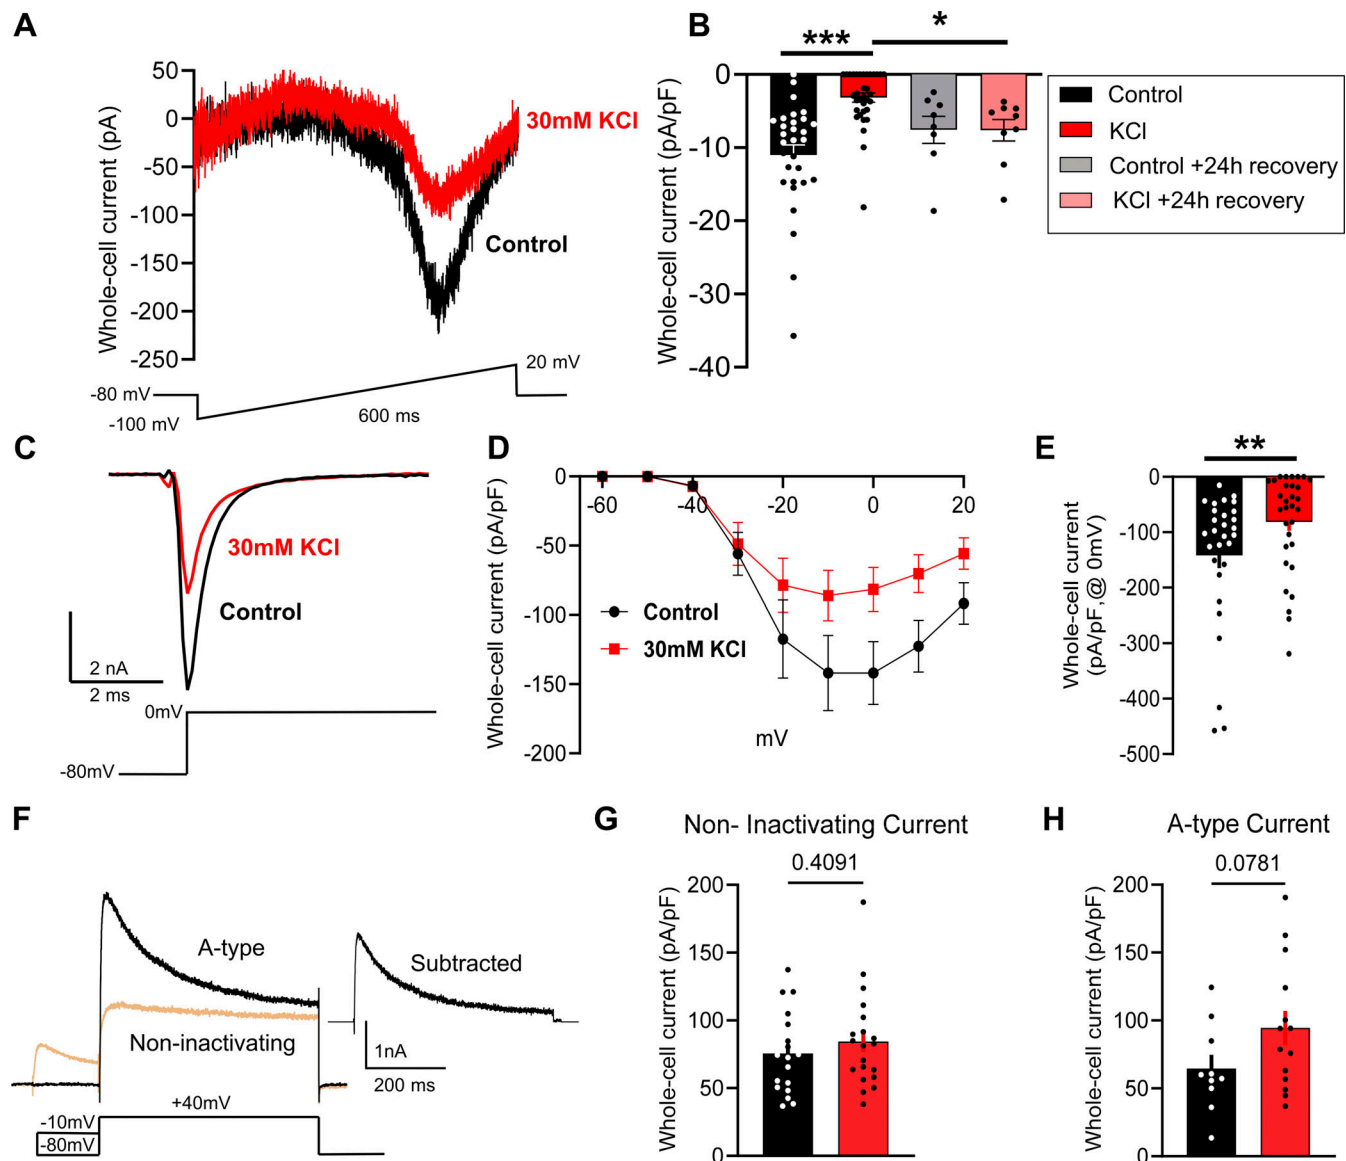 A
Whole-cell current (pA)
50
0
-50
-100
-150
-200
-250
30mM KCl
Control
-80 mV
-100 mV
600 ms
20 mV
B
***
*
Whole-cell current (pA/pF)
0
-10
-20
-30
-40
Control
KCl
Control +24h recovery
KCl +24h recovery
C
30mM KCl
Control
2 nA
2 ms
0mV
-80mV
D
Whole-cell current (pA/pF)
0
-50
-100
-150
-200
-60
-40
-20
0
20
Control
30mM KCl
mV
E
**
Whole-cell current
(pA/pF,@ 0mV)
0
-100
-200
-300
-400
-500
F
A-type
Non-inactivating
Subtracted
1nA
200 ms
+40mV
-10mV
-80mV
G
Non- Inactivating Current
0.4091
Whole-cell current (pA/pF)
200
150
100
50
0
H
A-type Current
0.0781
Whole-cell current (pA/pF)
200
150
100
50
0